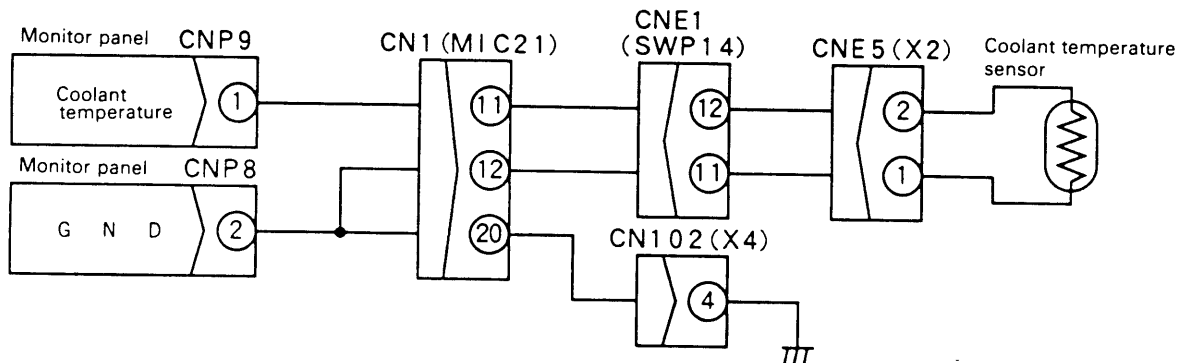 Monitor panel
CNP9
Coolant temperature
1
CN1(MIC21)
11
12
20
CNE1
(SWP14)
12
11
CNE5(X2)
2
1
Coolant temperature
sensor
Monitor panel
CNP8
G N D
2
CN102(X4)
4